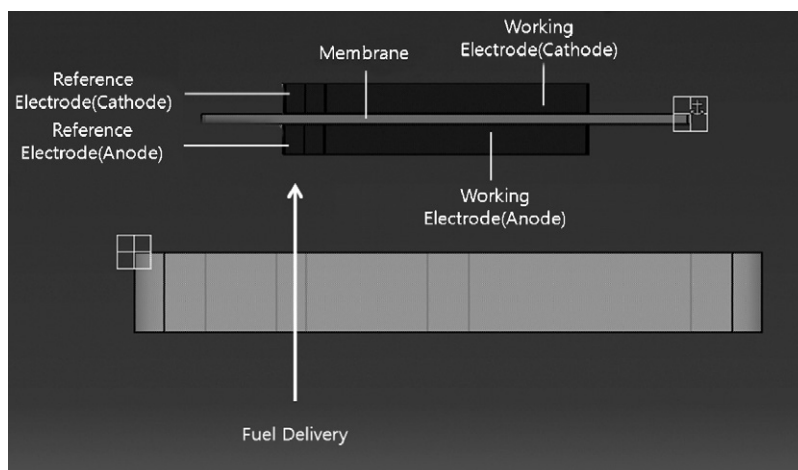 Working
Electrode(Cathode)
Membrane
Reference
Electrode(Cathode)
Reference
Electrode(Anode)
Working
Electrode(Anode)
Fuel Delivery